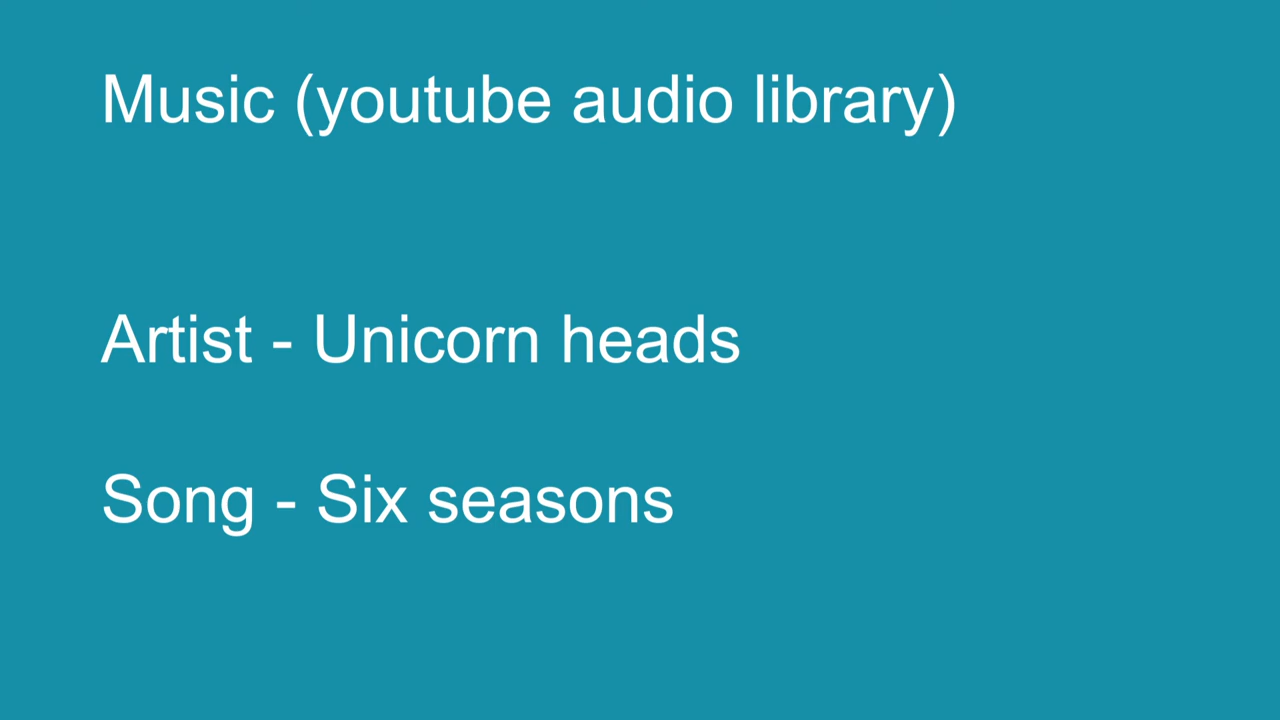 Music (youtube audio library)
Artist - Unicorn heads
Song - Six seasons